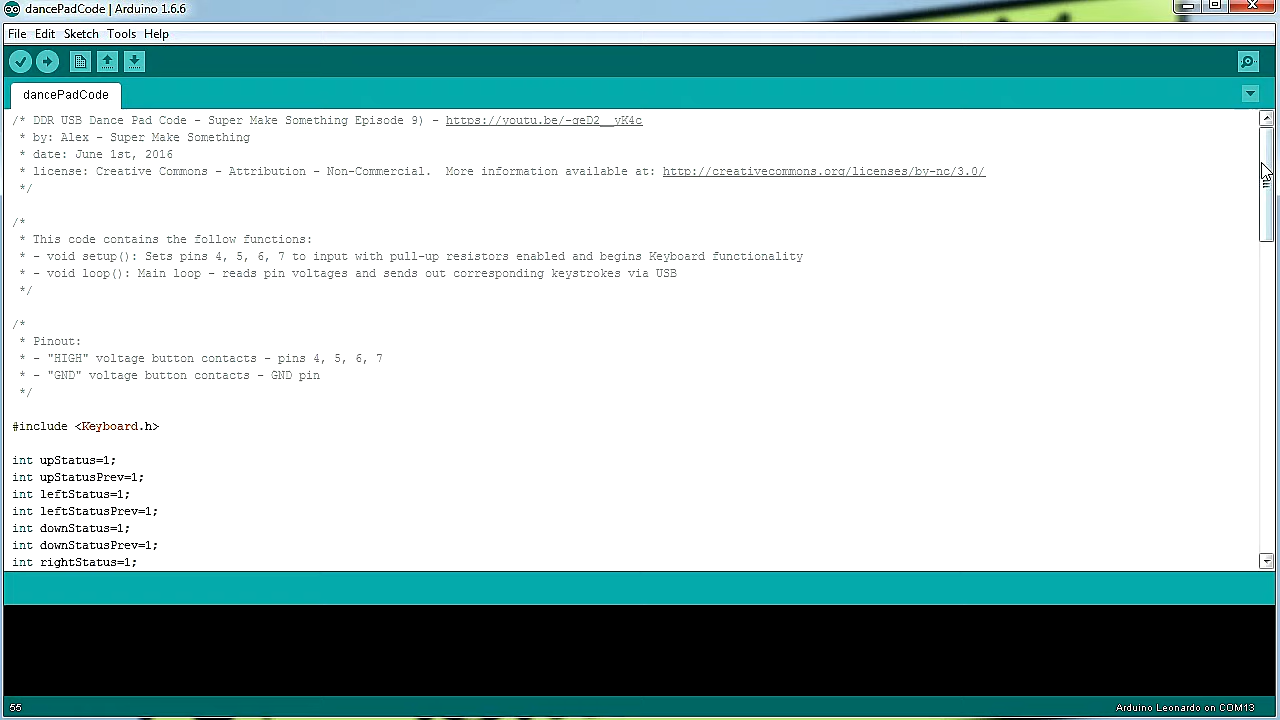 dancePadCode | Arduino 1.6.6
File Edit Sketch Tools Help
dancePadCode
/* DDR USB Dance Pad Code - Super Make Something Episode 9) - https://youtu.be/-qeD2__yK4c
* by: Alex - Super Make Something
* date: June 1st, 2016
* license: Creative Commons - Attribution - Non-Commercial. More information available at: http://creativecommons.org/licenses/by-nc/3.0/
*/
/*
* This code contains the follow functions:
* - void setup(): Sets pins 4, 5, 6, 7 to input with pull-up resistors enabled and begins Keyboard functionality
* - void loop(): Main loop - reads pin voltages and sends out corresponding keystrokes via USB
*/
/*
* Pinout:
* - "HIGH" voltage button contacts - pins 4, 5, 6, 7
* - "GND" voltage button contacts - GND pin
*/
#include <Keyboard.h>
int upStatus=1;
int upStatusPrev=1;
int leftStatus=1;
int leftStatusPrev=1;
int downStatus=1;
int downStatusPrev=1;
int rightStatus=1;
55
Arduino Leonardo on COM13